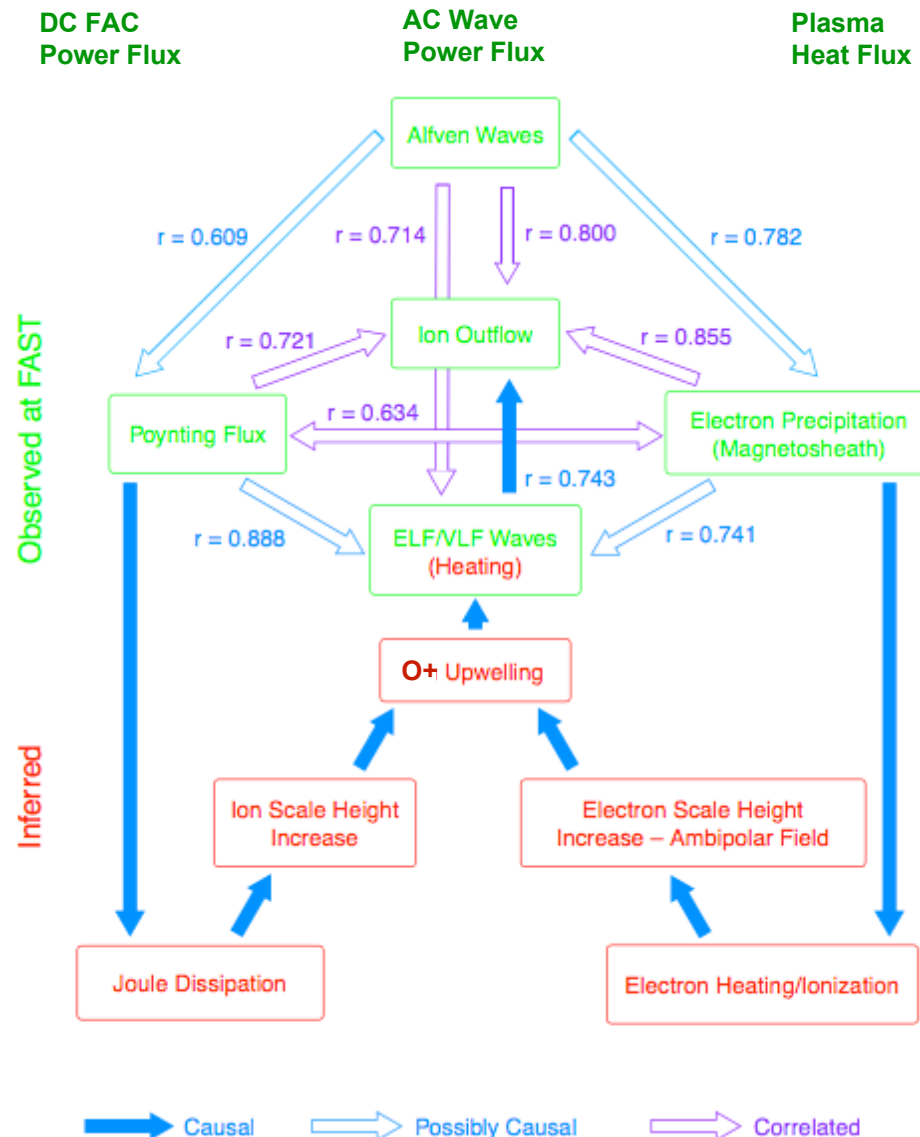 DC FAC
Power Flux
AC Wave
Power Flux
Plasma
Heat Flux
Alfven Waves
r = 0.609
r = 0.714
r = 0.800
r = 0.782
Observed at FAST
Ion Outflow
r = 0.721
r = 0.855
r = 0.634
Poynting Flux
Electron Precipitation
(Magnetosheath)
r = 0.743
r = 0.888
ELF/VLF Waves
(Heating)
r = 0.741
O+ Upwelling
Inferred
Ion Scale Height
Increase
Electron Scale Height
Increase – Ambipolar Field
Joule Dissipation
Electron Heating/Ionization
Causal
Possibly Causal
Correlated